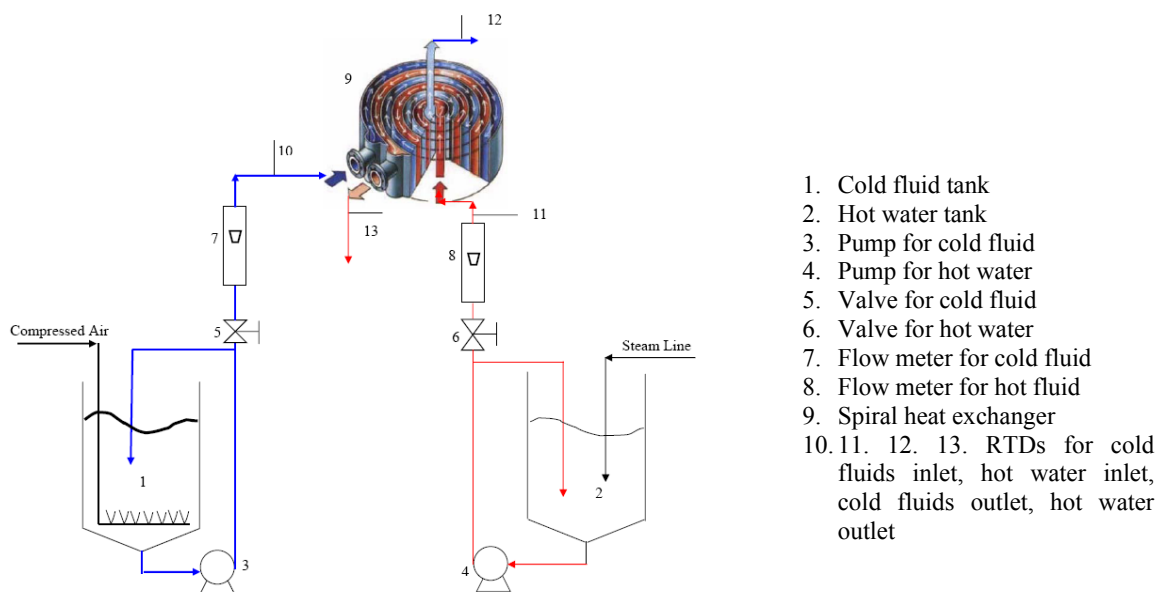 12
9
10
11
13
7
8
5
6
Compressed Air
Steam Line
1
2
3
4
1. Cold fluid tank
2. Hot water tank
3. Pump for cold fluid
4. Pump for hot water
5. Valve for cold fluid
6. Valve for hot water
7. Flow meter for cold fluid
8. Flow meter for hot fluid
9. Spiral heat exchanger
10. 11. 12. 13. RTDs for cold
fluids inlet, hot water inlet,
cold fluids outlet, hot water
outlet